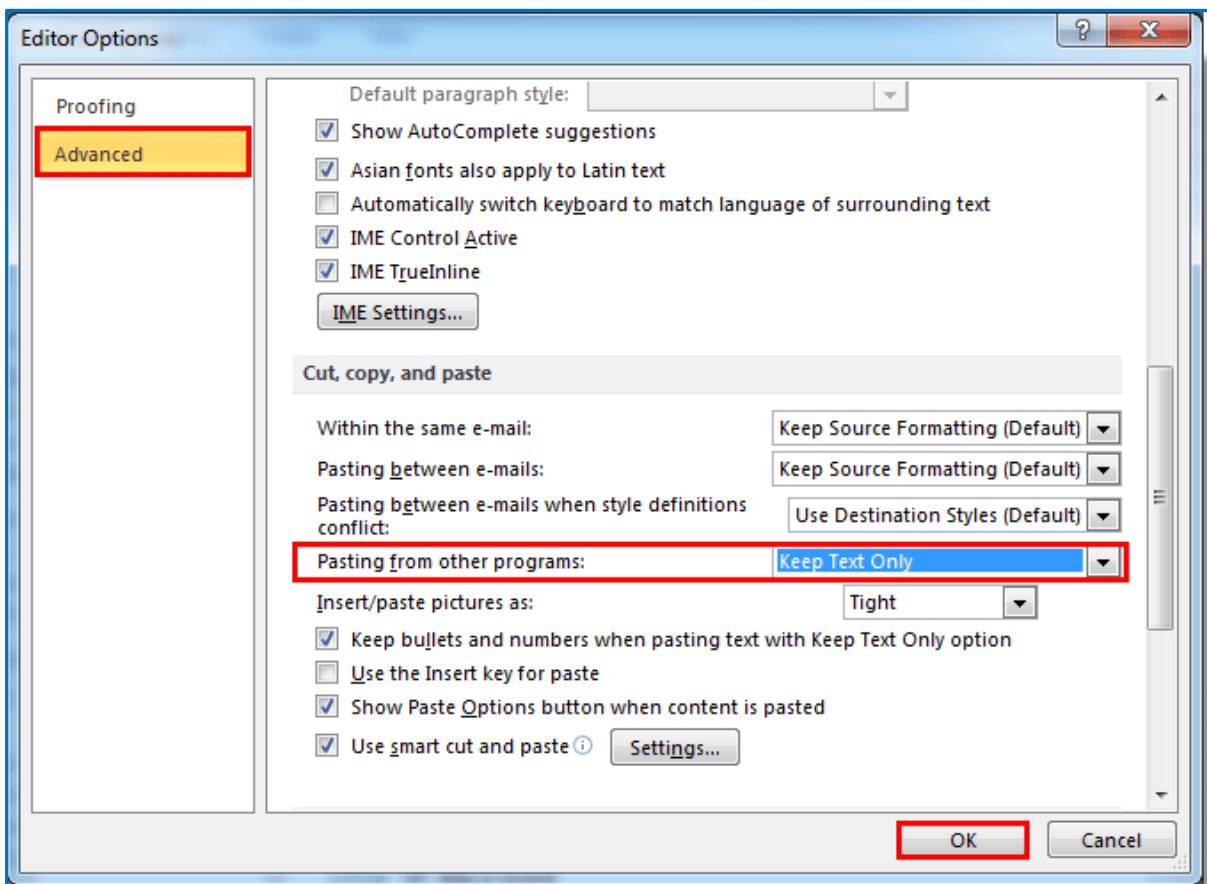 Editor Options
Proofing
Advanced
Default paragraph style:
Show AutoComplete suggestions
Asian fonts also apply to Latin text
Automatically switch keyboard to match language of surrounding text
IME Control Active
IME TrueInline
IME Settings...
Cut, copy, and paste
Within the same e-mail: Keep Source Formatting (Default)
Pasting between e-mails: Keep Source Formatting (Default)
Pasting between e-mails when style definitions
conflict: Use Destination Styles (Default)
Pasting from other programs: Keep Text Only
Insert/paste pictures as: Tight
Keep bullets and numbers when pasting text with Keep Text Only option
Use the Insert key for paste
Show Paste Options button when content is pasted
Use smart cut and paste Settings...
OK Cancel